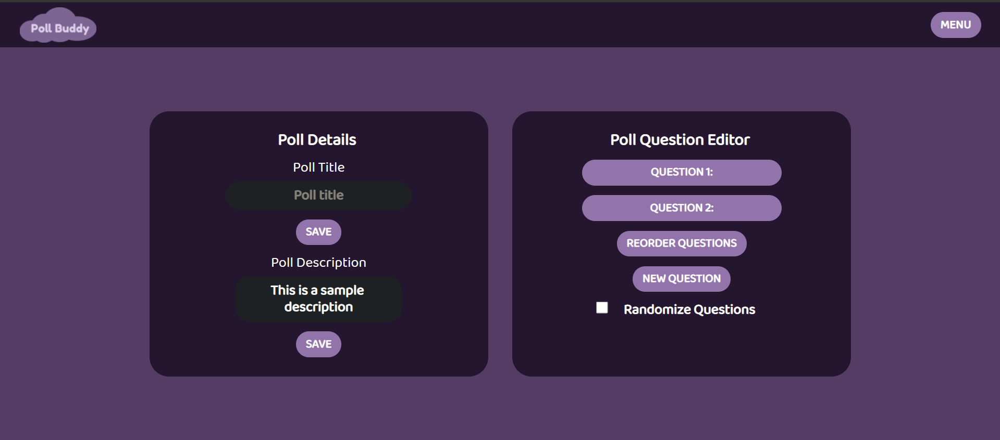 Poll Buddy
MENU
Poll Details
Poll Title
Poll title
SAVE
Poll Description
This is a sample
description
SAVE
Poll Question Editor
QUESTION 1:
QUESTION 2:
REORDER QUESTIONS
NEW QUESTION
Randomize Questions